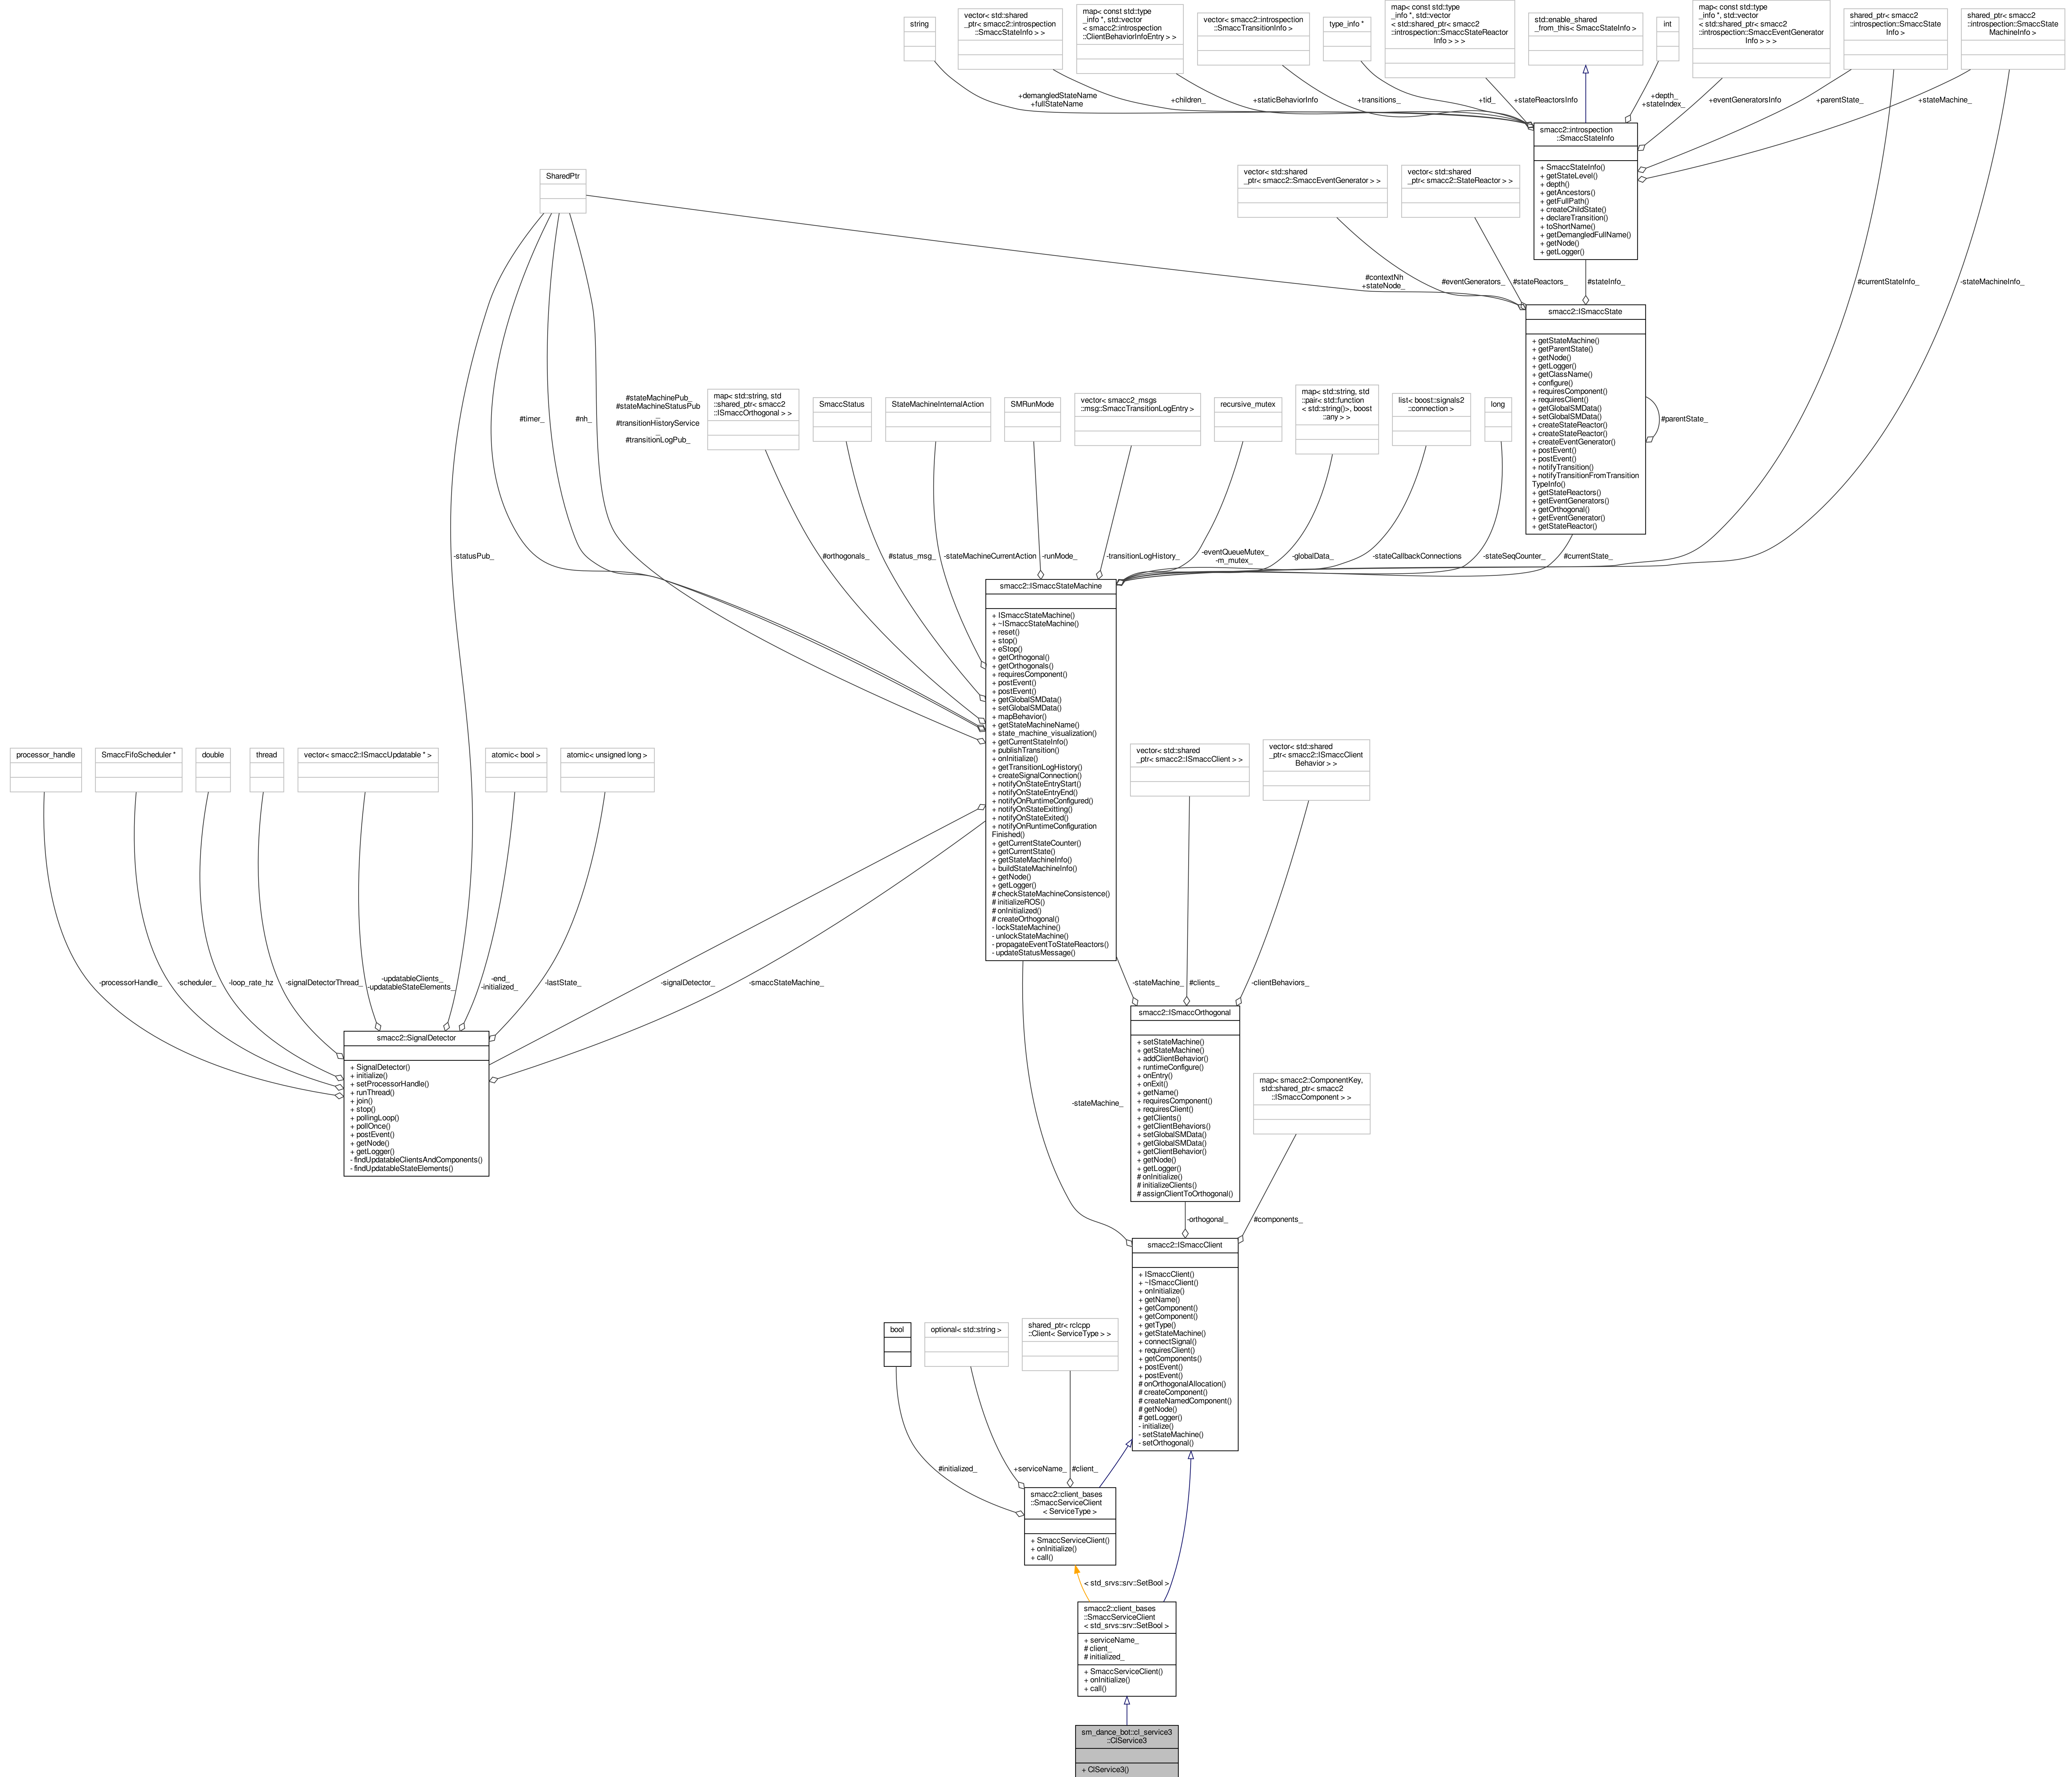 string
vector< std::shared
_ptr< smacc2::introspection
::SmaccStateInfo > >
map< const std::type
_info *, std::vector
< smacc2::introspection
::ClientBehaviorInfoEntry > >
vector< smacc2::introspection
::SmaccTransitionInfo >
type_info *
map< const std::type
_info *, std::vector
< std::shared_ptr< smacc2
::introspection::SmaccStateReactor
Info > > >
std::enable_shared
_from_this< SmaccStateInfo >
int
map< const std::type
_info *, std::vector
< std::shared_ptr< smacc2
::introspection::SmaccEventGenerator
Info > > >
shared_ptr< smacc2
::introspection::SmaccState
Info >
shared_ptr< smacc2
::introspection::SmaccState
MachineInfo >
+demangledStateName
+fullStateName
+children_
+staticBehaviorInfo
+transitions_
+tid_
+stateReactorsInfo
+depth_
+stateIndex_
+eventGeneratorsInfo
+parentState_
+stateMachine_
smacc2::introspection
::SmaccStateInfo
+ SmaccStateInfo()
+ getStateLevel()
+ depth()
+ getAncestors()
+ getFullPath()
+ createChildState()
+ declareTransition()
+ toShortName()
+ getDemangledFullName()
+ getNode()
+ getLogger()
SharedPtr
vector< std::shared
_ptr< smacc2::SmaccEventGenerator > >
vector< std::shared
_ptr< smacc2::StateReactor > >
#contextNh
+stateNode_
#eventGenerators_
#stateReactors_
#stateInfo_
#currentStateInfo_
-stateMachineInfo_
smacc2::ISmaccState
+ getStateMachine()
+ getParentState()
+ getNode()
+ getLogger()
+ getClassName()
+ configure()
+ requiresComponent()
+ requiresClient()
+ getGlobalSMData()
+ setGlobalSMData()
+ createStateReactor()
+ createStateReactor()
+ createEventGenerator()
+ postEvent()
+ postEvent()
+ notifyTransition()
+ notifyTransitionFromTransition
TypeInfo()
+ getStateReactors()
+ getEventGenerators()
+ getOrthogonal()
+ getEventGenerator()
+ getStateReactor()
#parentState_
#timer_
#nh_
#stateMachinePub_
#stateMachineStatusPub
_
#transitionHistoryService
_
#transitionLogPub_
map< std::string, std
::shared_ptr< smacc2
::ISmaccOrthogonal > >
SmaccStatus
StateMachineInternalAction
SMRunMode
vector< smacc2_msgs
::msg::SmaccTransitionLogEntry >
recursive_mutex
map< std::string, std
::pair< std::function
< std::string()>, boost
::any > >
list< boost::signals2
::connection >
long
-statusPub_
#orthogonals_
#status_msg_
-stateMachineCurrentAction
-runMode_
-transitionLogHistory_
-eventQueueMutex_
-m_mutex_
-globalData_
-stateCallbackConnections
-stateSeqCounter_
#currentState_
smacc2::ISmaccStateMachine
+ ISmaccStateMachine()
+ ~ISmaccStateMachine()
+ reset()
+ stop()
+ eStop()
+ getOrthogonal()
+ getOrthogonals()
+ requiresComponent()
+ postEvent()
+ postEvent()
+ getGlobalSMData()
+ setGlobalSMData()
+ mapBehavior()
+ getStateMachineName()
+ state_machine_visualization()
+ getCurrentStateInfo()
+ publishTransition()
+ onInitialize()
+ getTransitionLogHistory()
+ createSignalConnection()
+ notifyOnStateEntryStart()
+ notifyOnStateEntryEnd()
+ notifyOnRuntimeConfigured()
+ notifyOnStateExitting()
+ notifyOnStateExited()
+ notifyOnRuntimeConfiguration
Finished()
+ getCurrentStateCounter()
+ getCurrentState()
+ getStateMachineInfo()
+ buildStateMachineInfo()
+ getNode()
+ getLogger()
# checkStateMachineConsistence()
# initializeROS()
# onInitialized()
# createOrthogonal()
- lockStateMachine()
- unlockStateMachine()
- propagateEventToStateReactors()
- updateStatusMessage()
processor_handle
SmaccFifoScheduler *
double
thread
vector< smacc2::ISmaccUpdatable * >
atomic< bool >
atomic< unsigned long >
vector< std::shared
_ptr< smacc2::ISmaccClient > >
vector< std::shared
_ptr< smacc2::ISmaccClient
Behavior > >
-processorHandle_
-scheduler_
-loop_rate_hz
-signalDetectorThread_
-updatableClients_
-updatableStateElements_
-end_
-initialized_
-lastState_
-signalDetector_
-smaccStateMachine_
-stateMachine_
#clients_
-clientBehaviors_
smacc2::SignalDetector
+ SignalDetector()
+ initialize()
+ setProcessorHandle()
+ runThread()
+ join()
+ stop()
+ pollingLoop()
+ pollOnce()
+ postEvent()
+ getNode()
+ getLogger()
- findUpdatableClientsAndComponents()
- findUpdatableStateElements()
smacc2::ISmaccOrthogonal
+ setStateMachine()
+ getStateMachine()
+ addClientBehavior()
+ runtimeConfigure()
+ onEntry()
+ onExit()
+ getName()
+ requiresComponent()
+ requiresClient()
+ getClients()
+ getClientBehaviors()
+ setGlobalSMData()
+ getGlobalSMData()
+ getClientBehavior()
+ getNode()
+ getLogger()
# onInitialize()
# initializeClients()
# assignClientToOrthogonal()
map< smacc2::ComponentKey,
std::shared_ptr< smacc2
::ISmaccComponent > >
-stateMachine_
-orthogonal_
#components_
smacc2::ISmaccClient
+ ISmaccClient()
+ ~ISmaccClient()
+ onInitialize()
+ getName()
+ getComponent()
+ getComponent()
+ getType()
+ getStateMachine()
+ connectSignal()
+ requiresClient()
+ getComponents()
+ postEvent()
+ postEvent()
# onOrthogonalAllocation()
# createComponent()
# createNamedComponent()
# getNode()
# getLogger()
- initialize()
- setStateMachine()
- setOrthogonal()
bool
optional< std::string >
shared_ptr< rclcpp
::Client< ServiceType > >
#initialized_
+serviceName_
#client_
smacc2::client_bases
::SmaccServiceClient
< ServiceType >
+ SmaccServiceClient()
+ onInitialize()
+ call()
< std_srvs::srv::SetBool >
smacc2::client_bases
::SmaccServiceClient
< std_srvs::srv::SetBool >
+ serviceName_
# client_
# initialized_
+ SmaccServiceClient()
+ onInitialize()
+ call()
sm_dance_bot::cl_service3
::ClService3
+ ClService3()